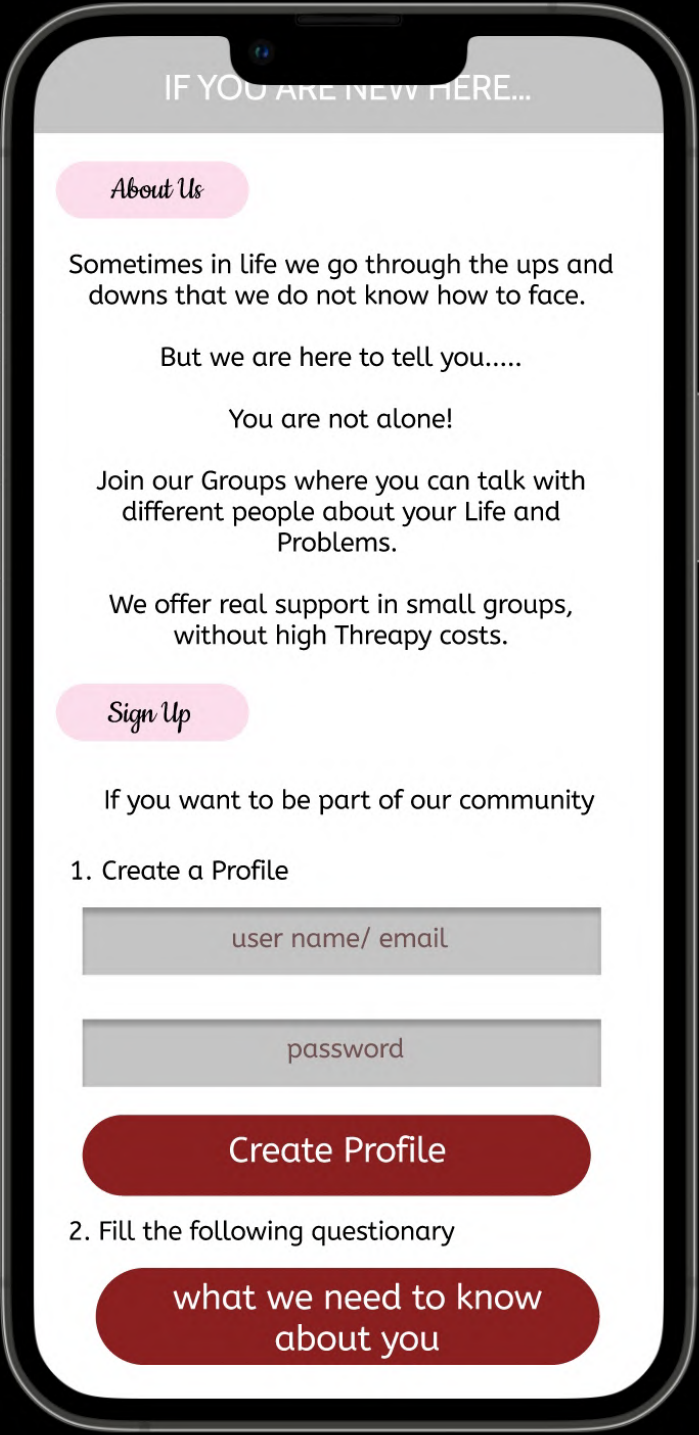 IF YOU ARE NEW HERE...
About Us
Sometimes in life we go through the ups and
downs that we do not know how to face.
But we are here to tell you.....
You are not alone!
Join our Groups where you can talk with
different people about your Life and
Problems.
We offer real support in small groups,
without high Threapy costs.
Sign Up
If you want to be part of our community
1. Create a Profile
user name/ email
password
Create Profile
2. Fill the following questionary
what we need to know
about you